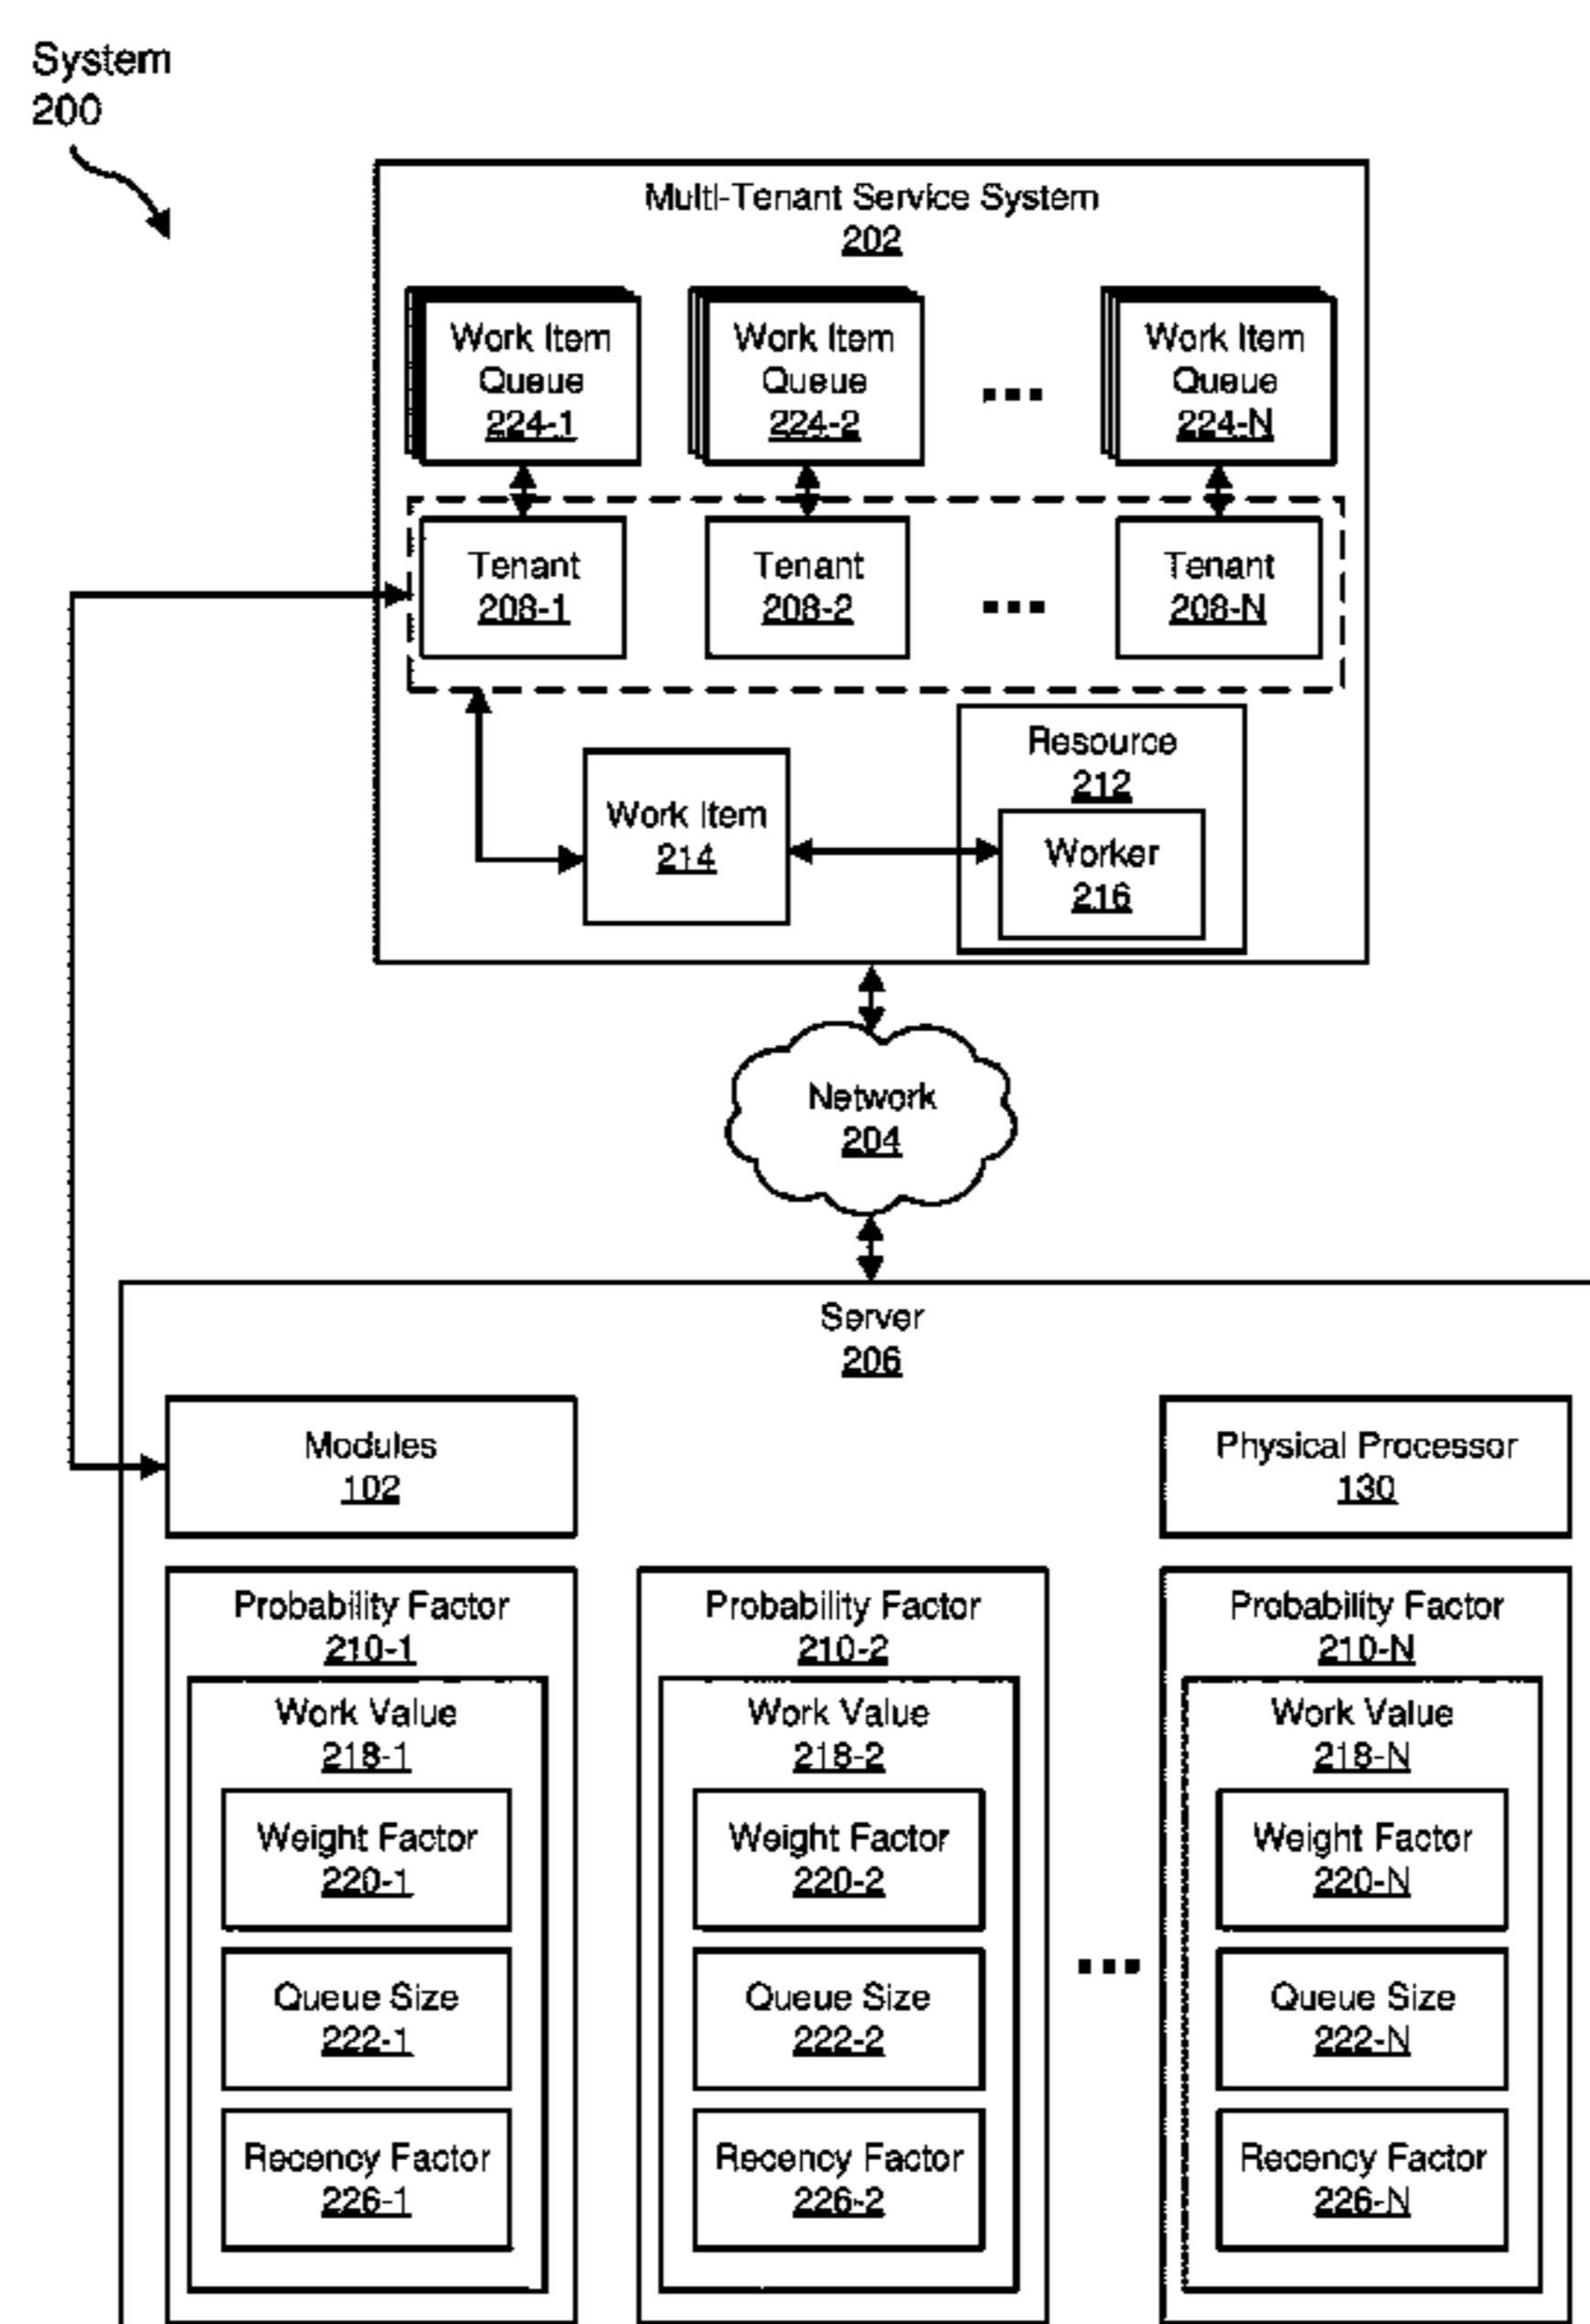 System
200
Multi-Tenant Service System
202
Work Item
Queue
224-1
Work Item
Queue
224-2
...
Work Item
Queue
224-N
Tenant
208-1
Tenant
208-2
...
Tenant
208-N
Resource
212
Work Item
214
Worker
216
Network
204
Server
206
Modules
102
Physical Processor
130
Probability Factor
210-1
Work Value
218-1
Weight Factor
220-1
Queue Size
222-1
Recency Factor
226-1
Probability Factor
210-2
Work Value
218-2
Weight Factor
220-2
Queue Size
222-2
Recency Factor
226-2
...
Probability Factor
210-N
Work Value
218-N
Weight Factor
220-N
Queue Size
222-N
Recency Factor
226-N